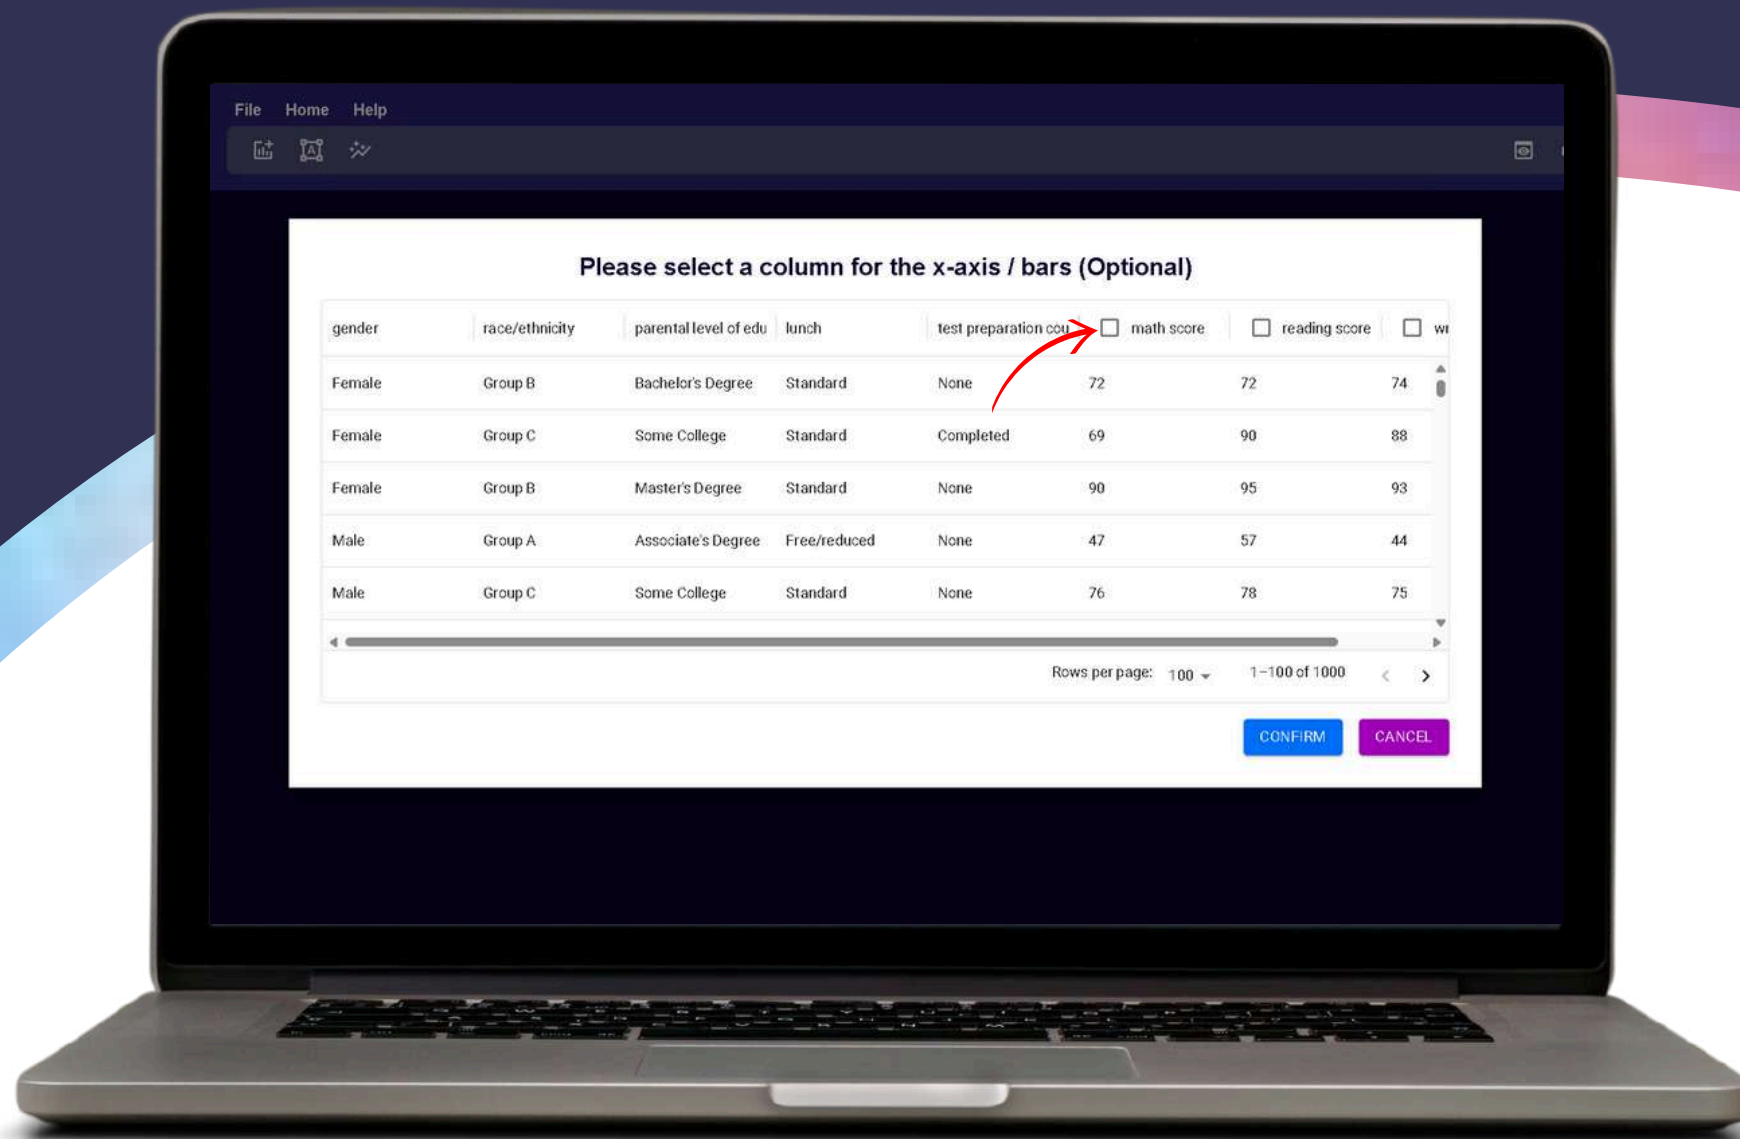 File Home Help
Please select a column for the x-axis / bars (Optional)
gender race/ethnicity parental level of edu lunch test preparation cou math score reading score wr
Female Group B Bachelor's Degree Standard None 72 72 74
Female Group C Some College Standard Completed 69 90 88
Female Group B Master's Degree Standard None 90 95 93
Male Group A Associate's Degree Free/reduced None 47 57 44
Male Group C Some College Standard None 76 78 75
Rows per page: 100 1–100 of 1000
CONFIRM CANCEL